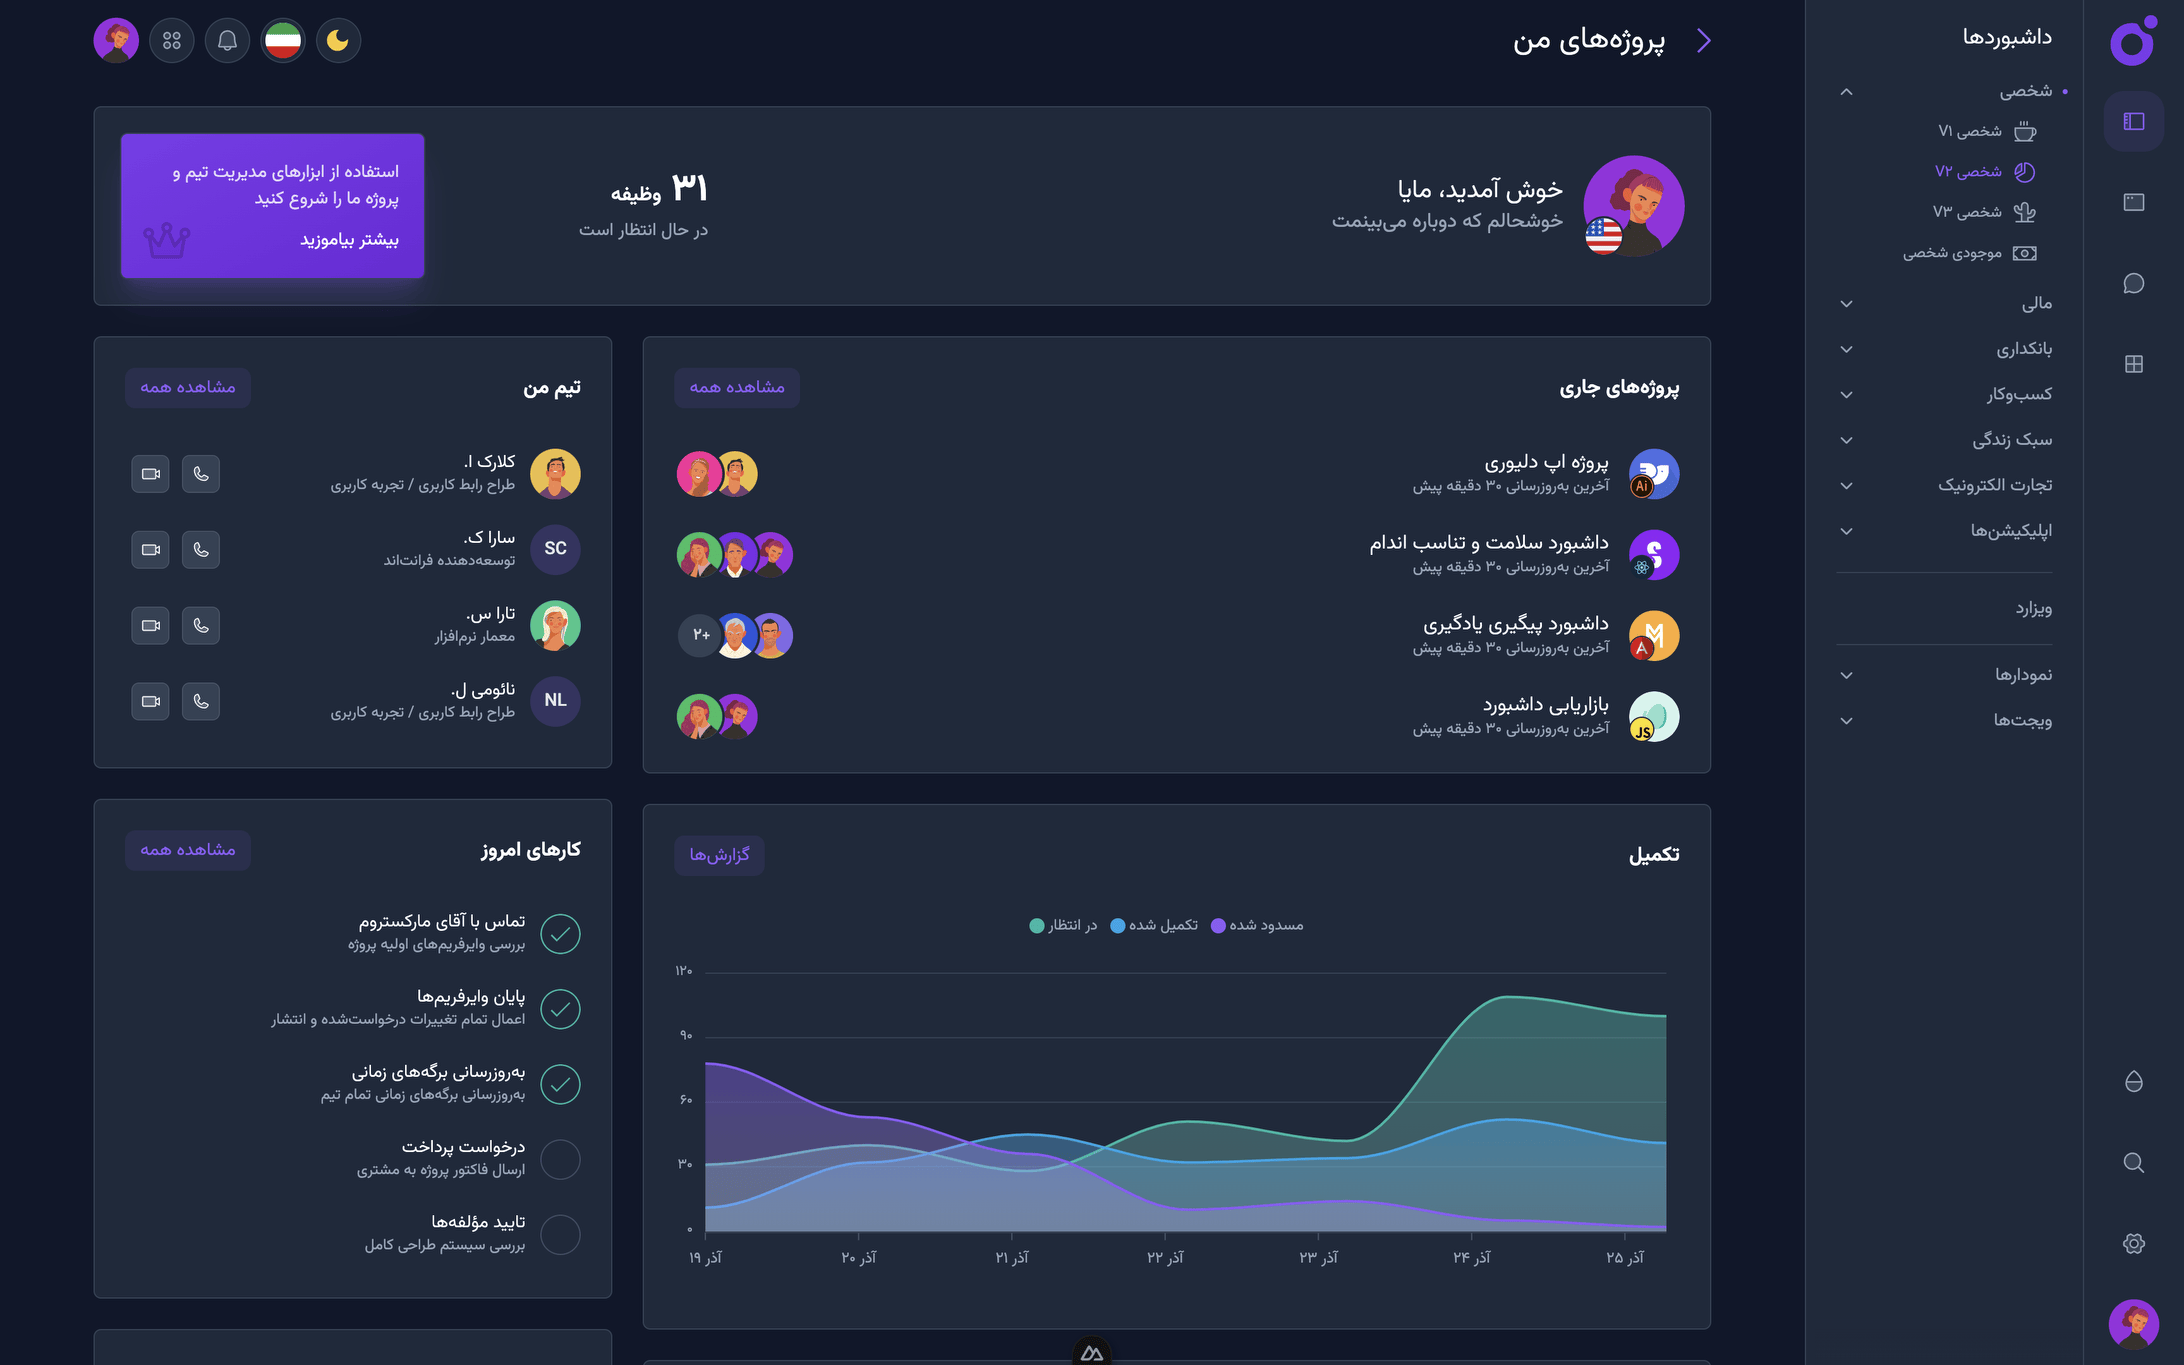 داشبوردها
شخصی
شخصی V۱
شخصی V۲
شخصی V۳
موجودی شخصی
مالی
بانکداری
کسب‌وکار
سبک زندگی
تجارت الکترونیک
اپلیکیشن‌ها
ویزارد
نمودارها
ویجت‌ها
پروژه‌های من
خوش آمدید، مایا
خوشحالم که دوباره می‌بینمت
۳۱ وظیفه
در حال انتظار است
استفاده از ابزارهای مدیریت تیم و
پروژه ما را شروع کنید
بیشتر بیاموزید
پروژه‌های جاری
مشاهده همه
پروژه اپ دلیوری
آخرین به‌روزرسانی ۳۰ دقیقه پیش
Ai
داشبورد سلامت و تناسب اندام
آخرین به‌روزرسانی ۳۰ دقیقه پیش
داشبورد پیگیری یادگیری
آخرین به‌روزرسانی ۳۰ دقیقه پیش
+۲
بازاریابی داشبورد
آخرین به‌روزرسانی ۳۰ دقیقه پیش
JS
تیم من
مشاهده همه
کلارک ا.
طراح رابط کاربری / تجربه کاربری
SC
سارا ک.
توسعه‌دهنده فرانت‌اند
تارا س.
معمار نرم‌افزار
NL
نائومی ل.
طراح رابط کاربری / تجربه کاربری
تکمیل
گزارش‌ها
مسدود شده
تکمیل شده
در انتظار
۱۲۰
۹۰
۶۰
۳۰
۰
۱۹ آذر
۲۰ آذر
۲۱ آذر
۲۲ آذر
۲۳ آذر
۲۴ آذر
۲۵ آذر
کارهای امروز
مشاهده همه
تماس با آقای مارکستروم
بررسی وایرفریم‌های اولیه پروژه
پایان وایرفریم‌ها
اعمال تمام تغییرات درخواست‌شده و انتشار
به‌روزرسانی برگه‌های زمانی
به‌روزرسانی برگه‌های زمانی تمام تیم
درخواست پرداخت
ارسال فاکتور پروژه به مشتری
تایید مؤلفه‌ها
بررسی سیستم طراحی کامل